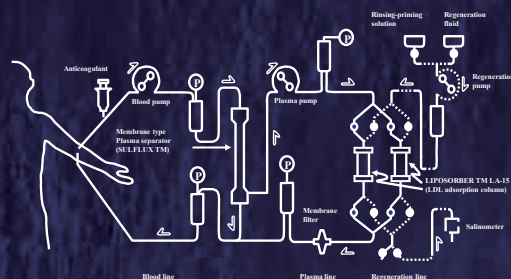 Rinsing-priming
solution
Regeneration
fluid
Anticoagulant
P
P
Blood pump
Plasma pump
Regeneration
pump
Membrane type
Plasma separator
(SULFLUX TM)
P
P
LIPOSORBER TM LA-15
(LDL adsorption column)
Membrane
filter
Salinometer
Blood line
Plasma line
Regeneration line